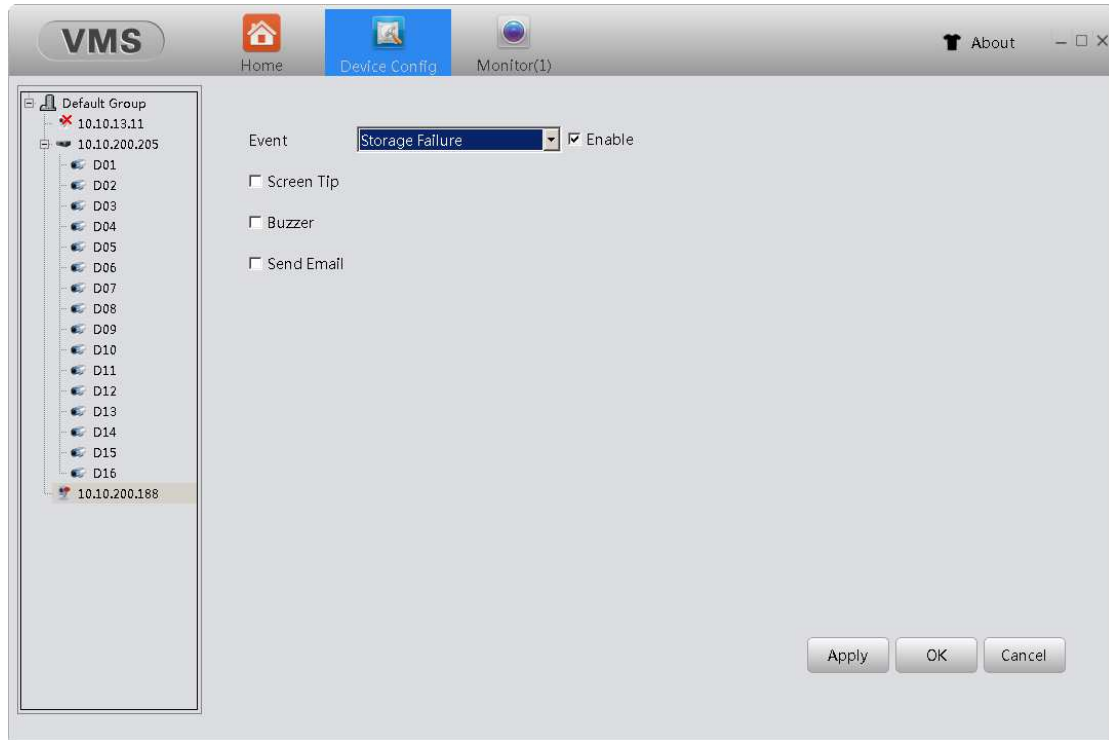 VMS
Home
Device Config
Monitor(1)
About
Default Group
10.10.13.11
10.10.200.205
D01
D02
D03
D04
D05
D06
D07
D08
D09
D10
D11
D12
D13
D14
D15
D16
10.10.200.188
Event Storage Failure Enable
Screen Tip
Buzzer
Send Email
Apply OK Cancel